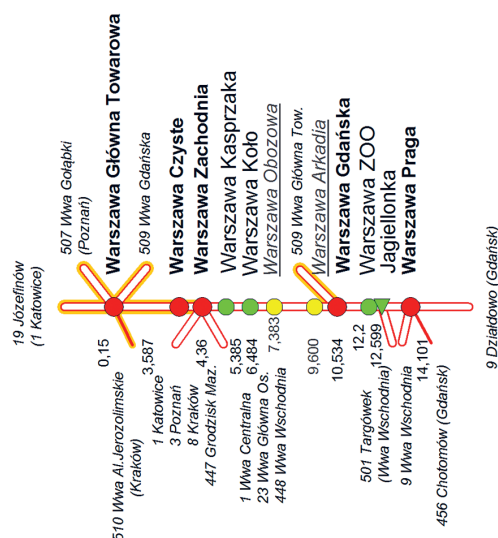 19 Józefinów
(1 Katowice)
507 Wwa Gołąbki
(Poznań)
Warszawa Główna Towarowa
509 Wwa Gdańska
Warszawa Czyste
Warszawa Zachodnia
Warszawa Kasprzaka
Warszawa Koło
Warszawa Obozowa
509 Wwa Główna Tow.
Warszawa Arkadia
Warszawa Gdańska
Warszawa ZOO
Jagiellonka
Warszawa Praga
9 Działdowo (Gdańsk)
0,15
3,587
4,36
5,385
6,484
7,383
9,600
10,534
12,2
12,599
14,101
510 Wwa Al.Jerozolimskie
(Kraków)
1 Katowice
3 Poznań
8 Kraków
447 Grodzisk Maz.
1 Wwa Centralna
23 Wwa Główna Os.
448 Wwa Wschodnia
501 Targówek
(Wwa Wschodnia)
9 Wwa Wschodnia
456 Chotomów (Gdańsk)